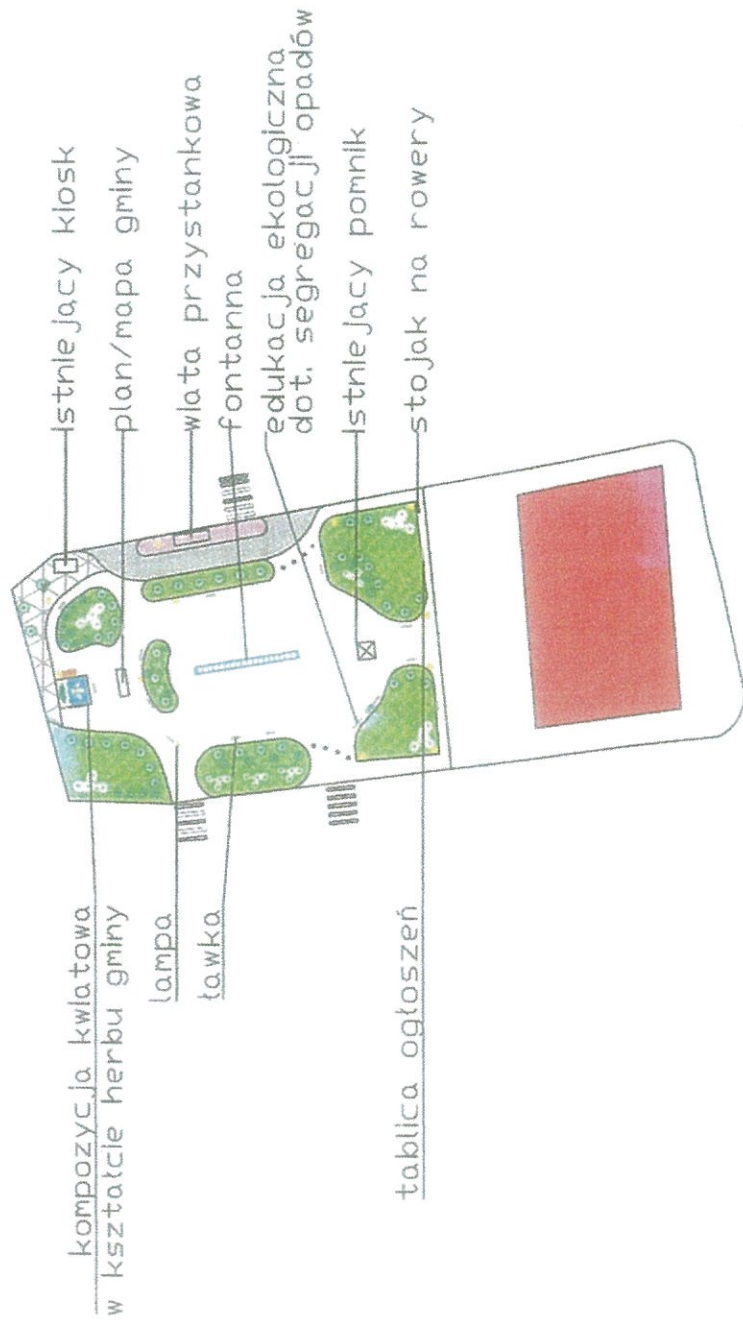 istniejący kiosk
plan/mapa gminy
wiata przystankowa
fontanna
edukacja ekologiczna
dot. segregacji opadów
istniejący pomnik
stojak na rowery
kompozycja kwiatowa
w kształcie herbu gminy
lampa
ławka
tablica ogłoszeń